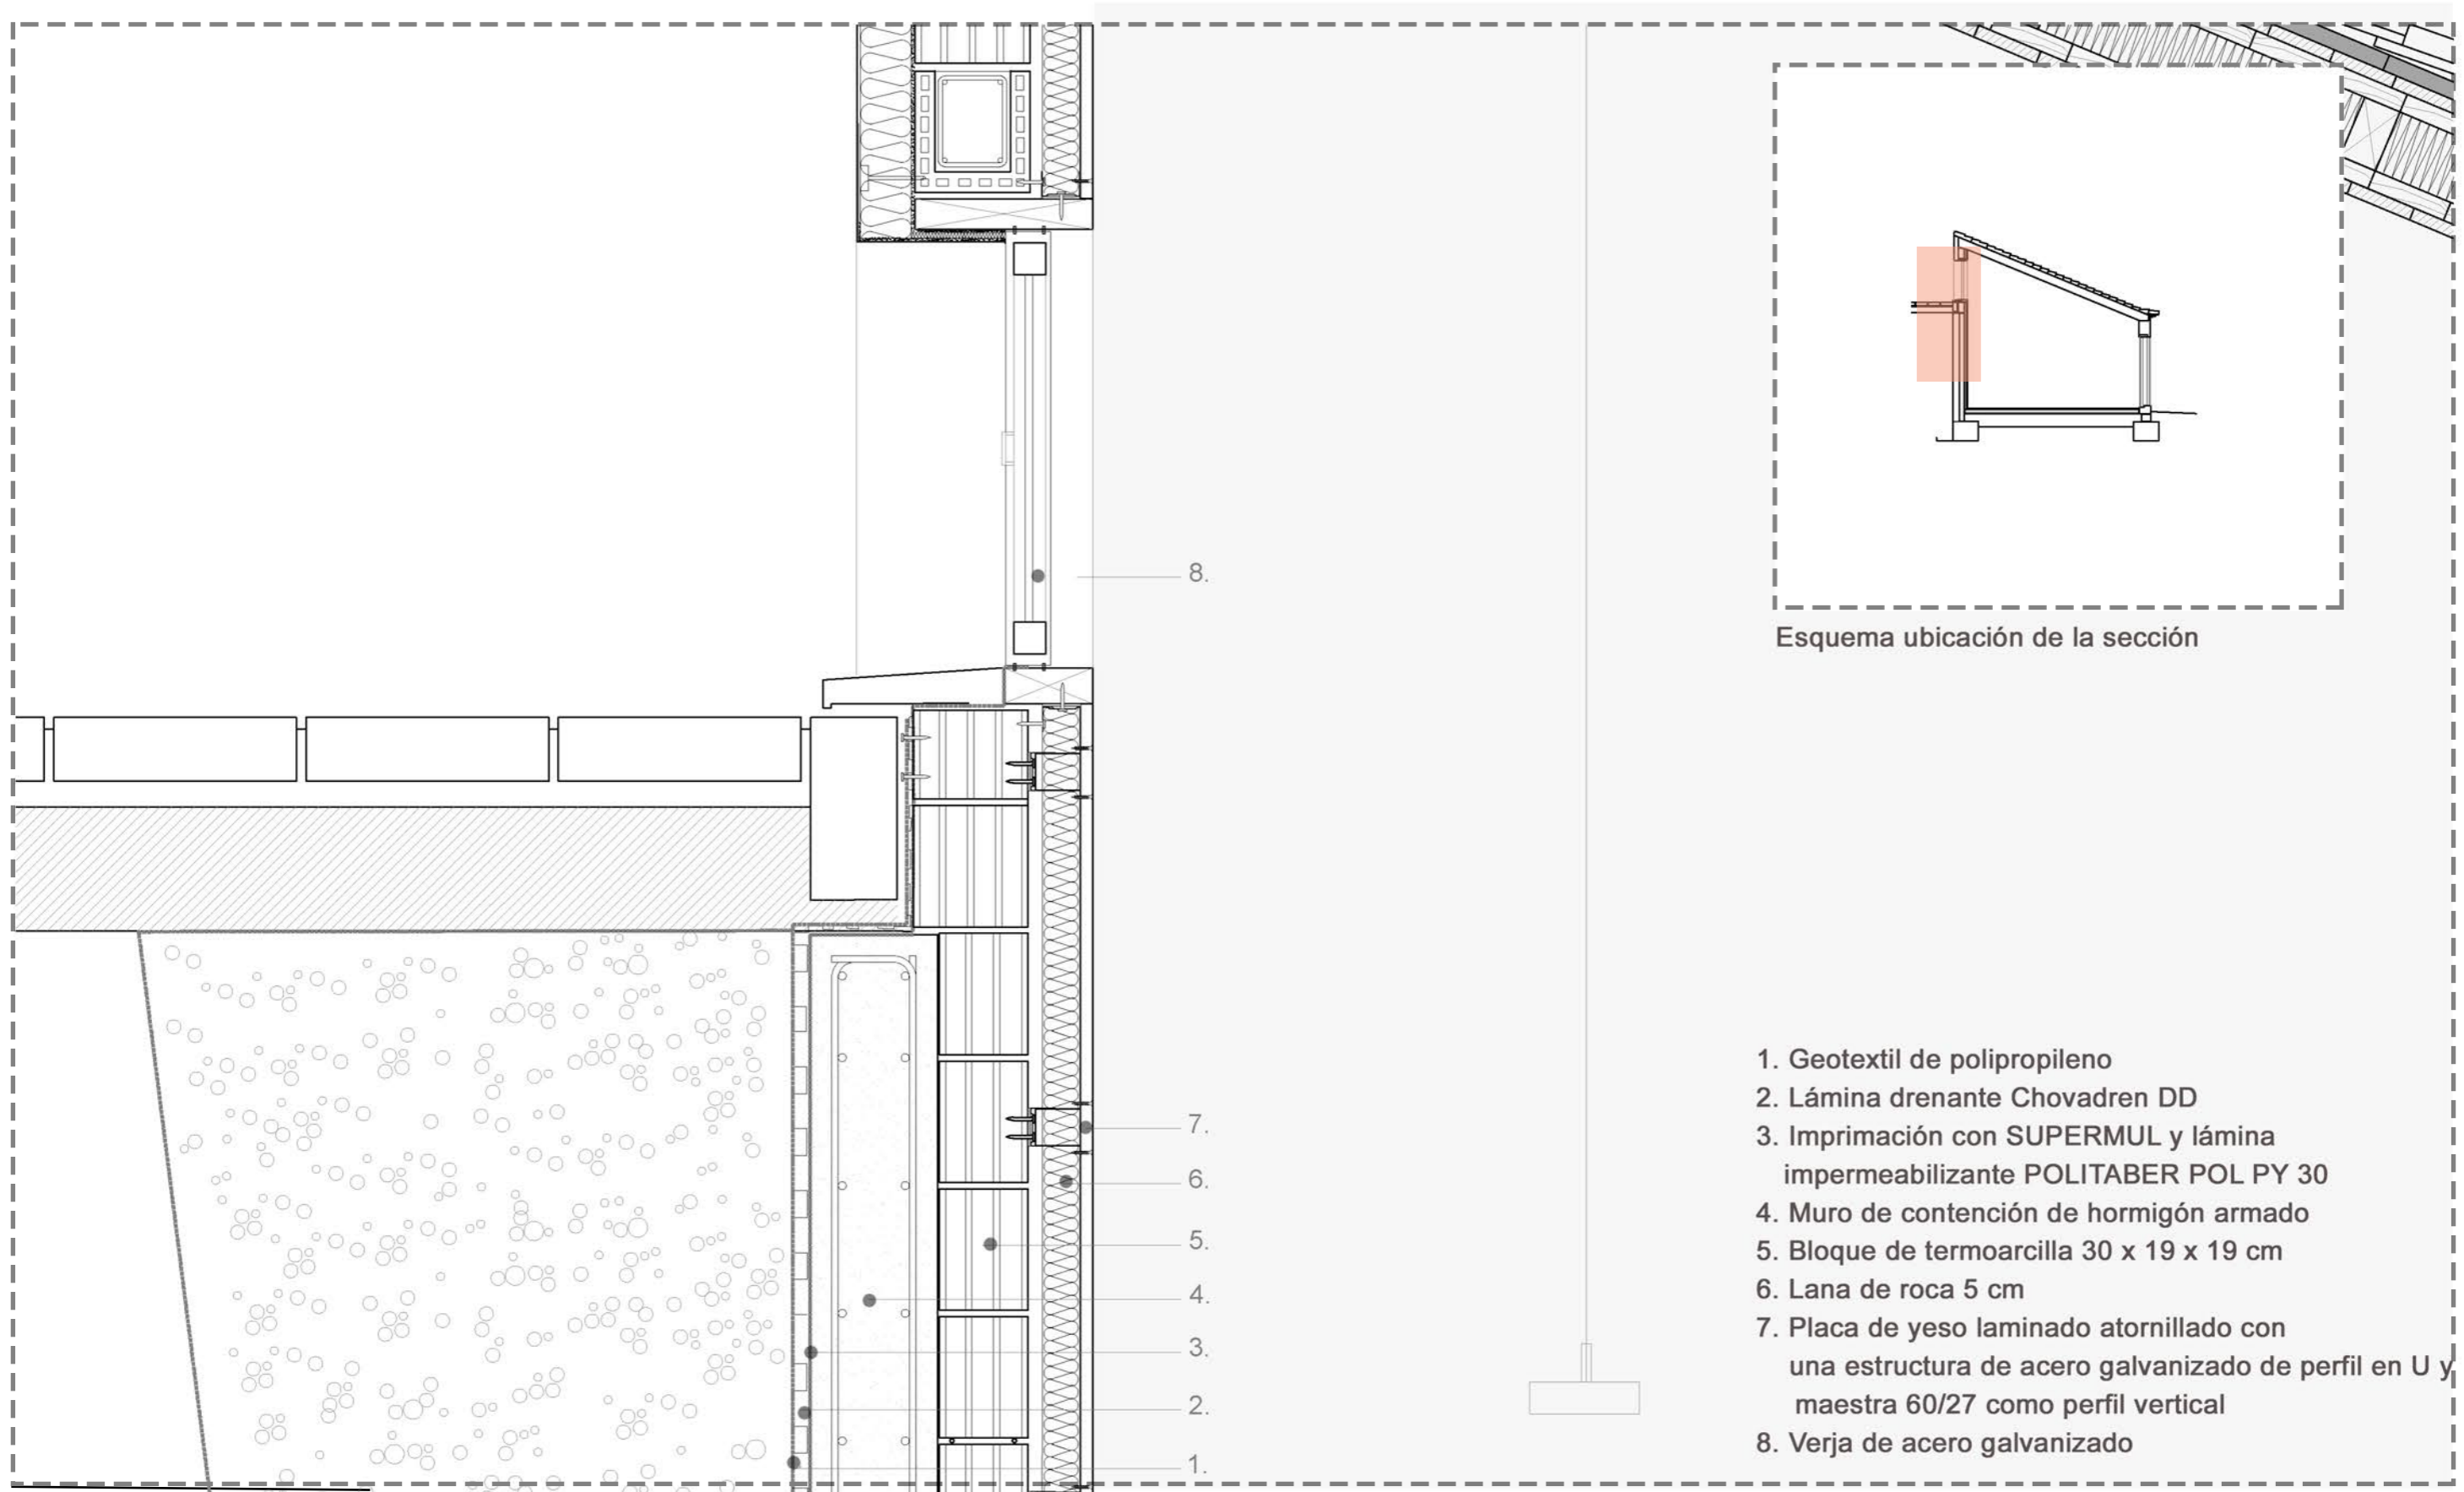 8.
Esquema ubicación de la sección
7.
6.
5.
4.
3.
2.
1.
1. Geotextil de polipropileno
2. Lámina drenante Chovadren DD
3. Imprimación con SUPERMUL y lámina
impermeabilizante POLITABER POL PY 30
4. Muro de contención de hormigón armado
5. Bloque de termoarcilla 30 x 19 x 19 cm
6. Lana de roca 5 cm
7. Placa de yeso laminado atornillado con
una estructura de acero galvanizado de perfil en U y
maestra 60/27 como perfil vertical
8. Verja de acero galvanizado